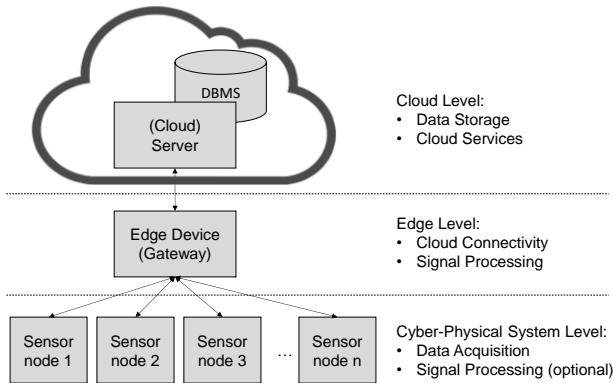 DBMS
(Cloud)
Server
Cloud Level:
• Data Storage
• Cloud Services
Edge Device
(Gateway)
Edge Level:
• Cloud Connectivity
• Signal Processing
Sensor
node 1
Sensor
node 2
Sensor
node 3
...
Sensor
node n
Cyber-Physical System Level:
• Data Acquisition
• Signal Processing (optional)